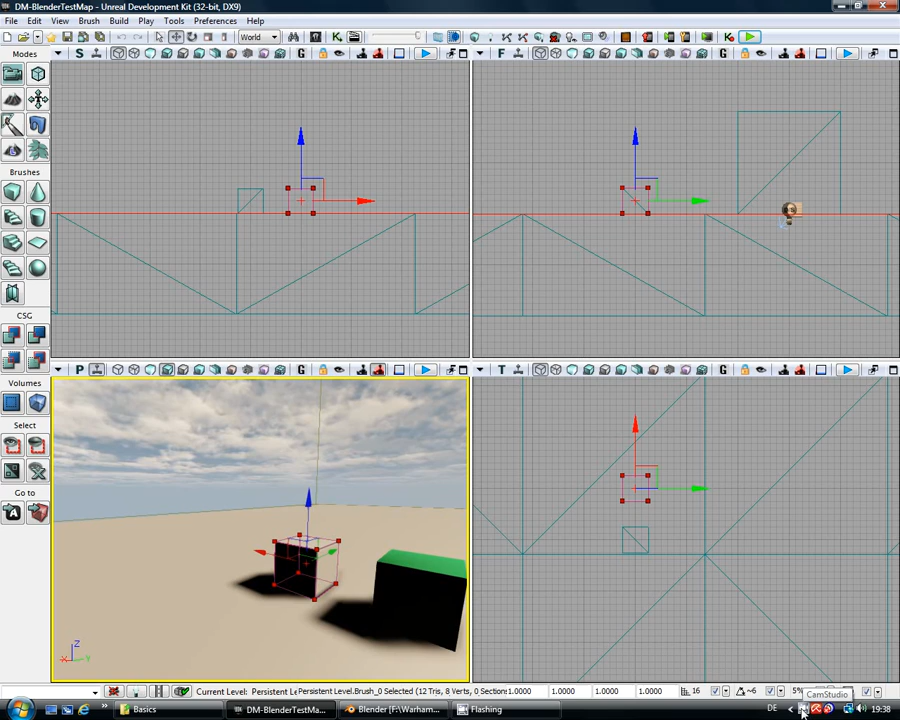 DM-BlenderTestMap - Unreal Development Kit (32-bit, DX9)
File Edit View Brush Build Play Tools Preferences Help
World
Modes
S G
F G
Brushes
CSG
Volumes
P G
T G
Select
Go to
Z
X Y
Current Level: Persistent Le Persistent Level.Brush_0 Selected (12 Tris, 8 Verts, 0 Sections 1.0000 1.0000 1.0000 1.0000 16 ~6 5%
CamStudio
Basics
DM-BlenderTestMa...
Blender [F:\Warham...
Flashing
DE
19:38